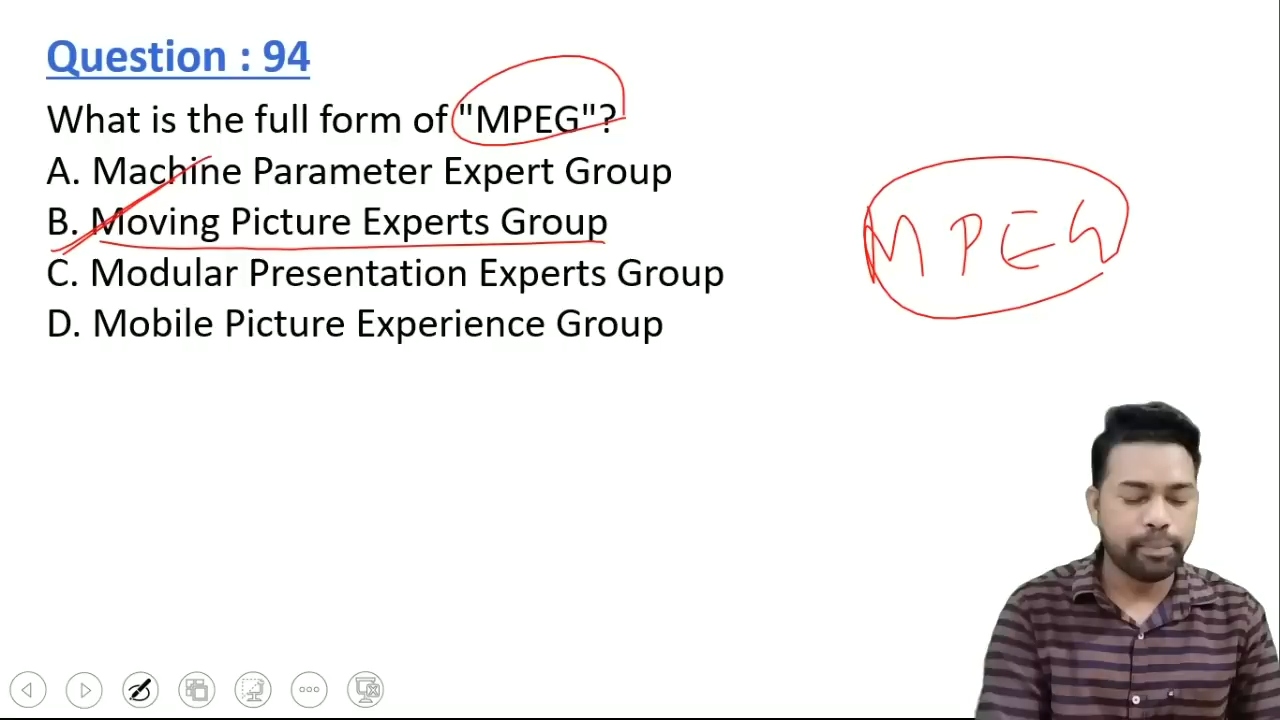 Question : 94
What is the full form of "MPEG"?
A. Machine Parameter Expert Group
B. Moving Picture Experts Group
C. Modular Presentation Experts Group
D. Mobile Picture Experience Group
MPEG